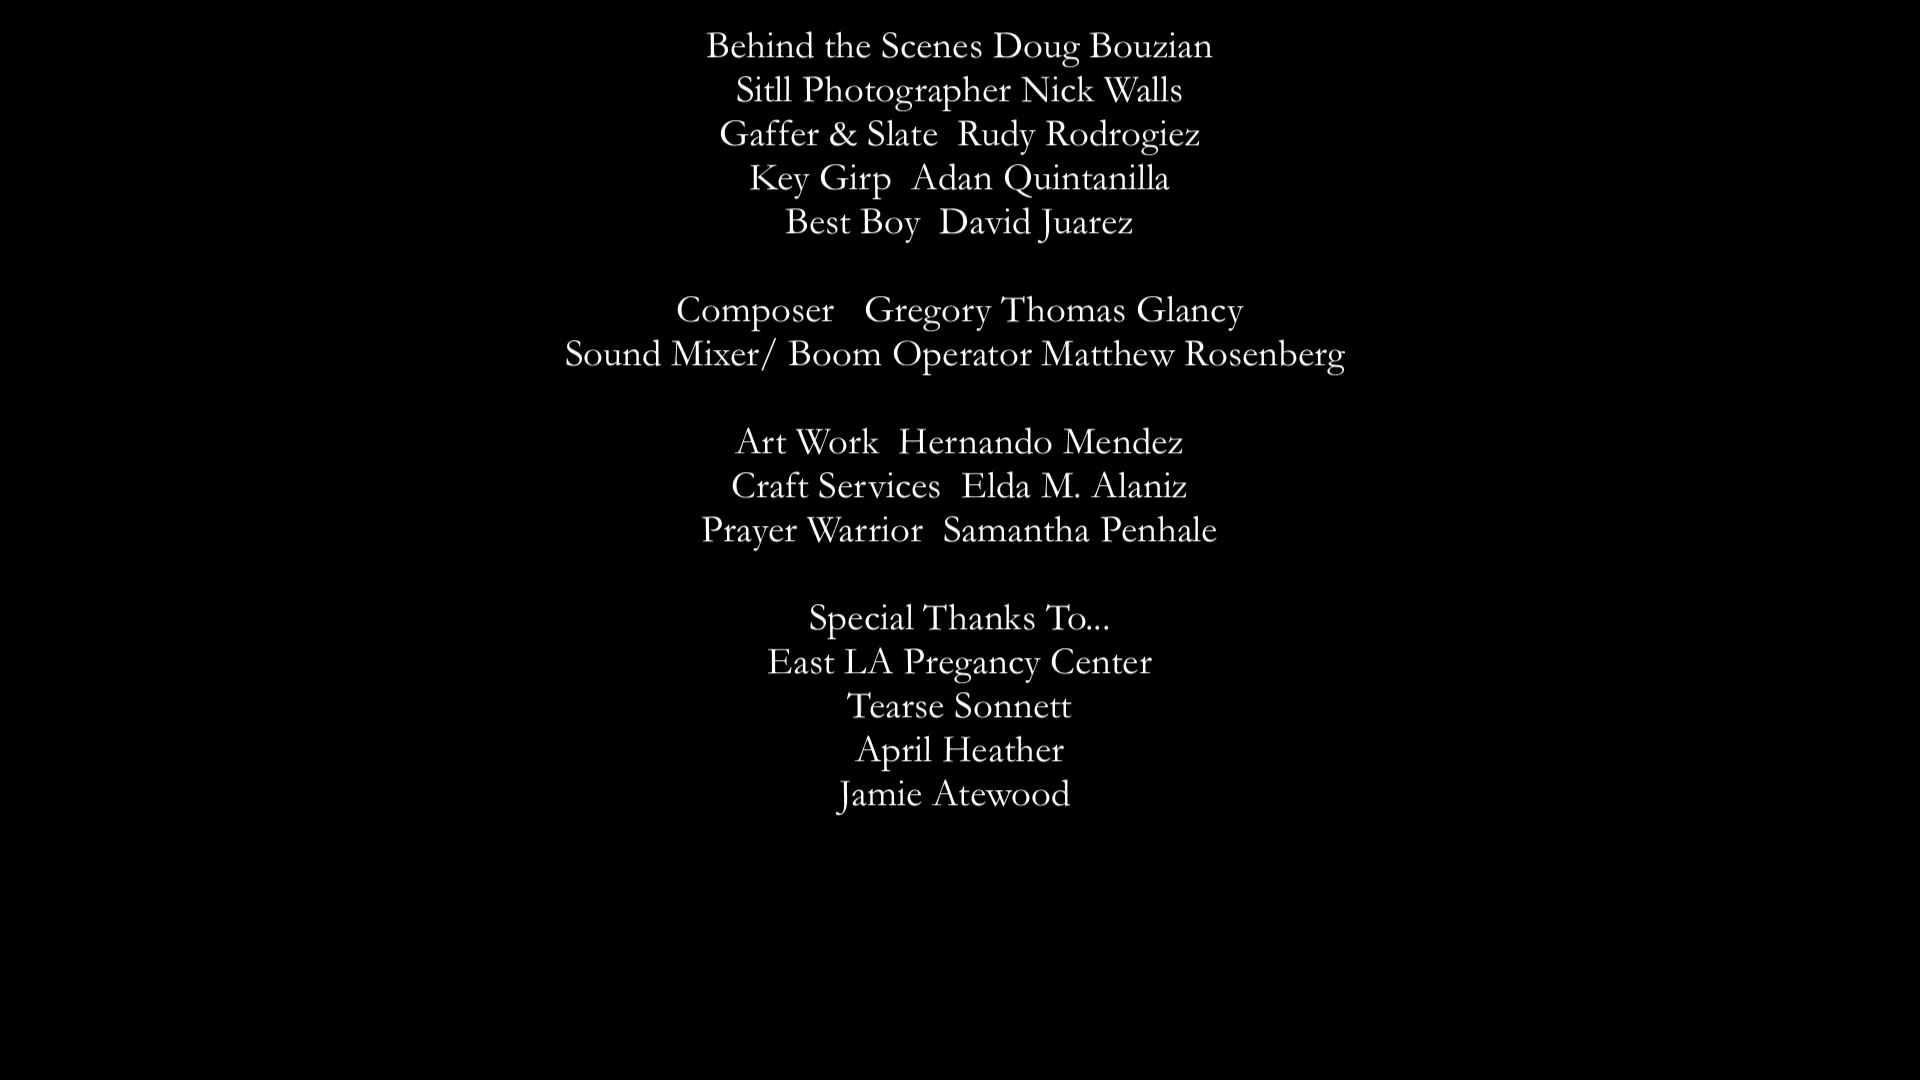 Behind the Scenes Doug Bouzian
Sitll Photographer Nick Walls
Gaffer & Slate  Rudy Rodrogiez
Key Girp  Adan Quintanilla
Best Boy  David Juarez
Composer   Gregory Thomas Glancy
Sound Mixer/ Boom Operator Matthew Rosenberg
Art Work  Hernando Mendez
Craft Services  Elda M. Alaniz
Prayer Warrior  Samantha Penhale
Special Thanks To...
East LA Pregancy Center
Tearse Sonnett
April Heather
Jamie Atewood